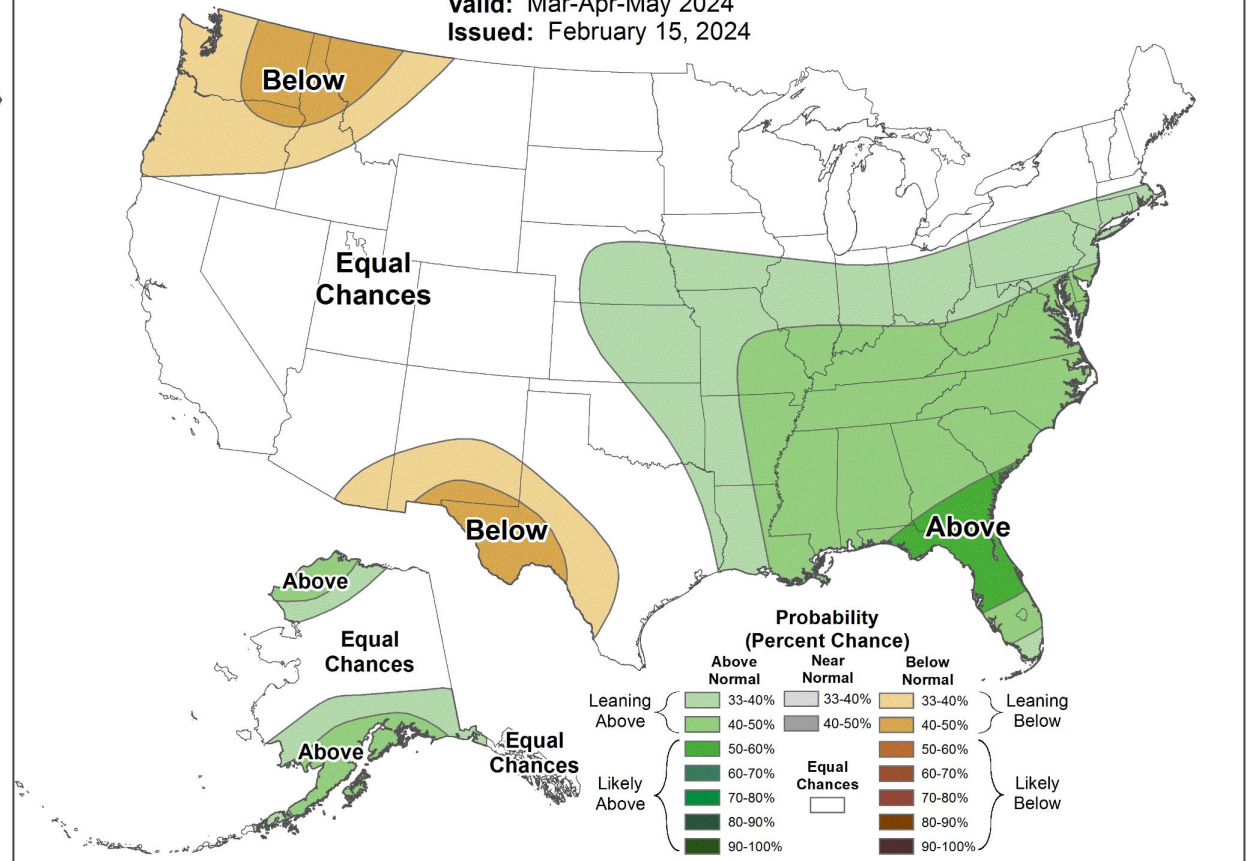 Valid: Mar-Apr-May 2024
Issued: February 15, 2024
Below
Equal
Chances
Below
Above
Above
Equal
Chances
Above
Equal
Chances
Probability
(Percent Chance)
Above
Normal
Near
Normal
Below
Normal
Leaning
Above
33-40%
33-40%
33-40%
Leaning
Below
40-50%
40-50%
40-50%
Likely
Above
50-60%
60-70%
70-80%
80-90%
90-100%
Equal
Chances
50-60%
60-70%
70-80%
80-90%
90-100%
Likely
Below